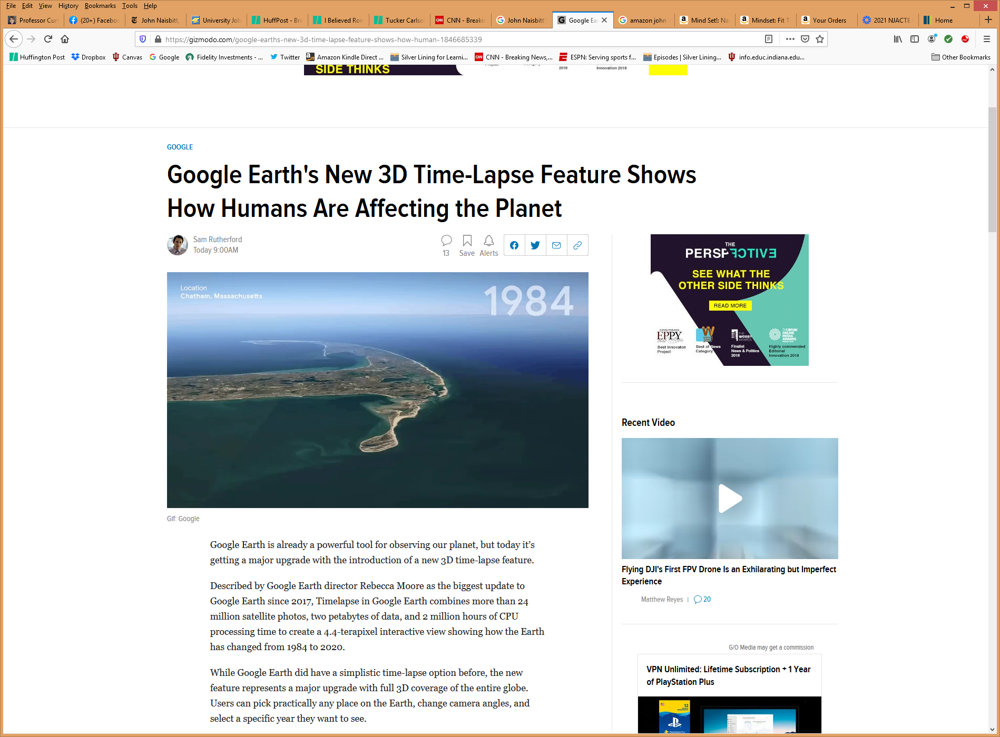 File Edit View History Bookmarks Tools Help
Professor Cur (20+) Facebo John Naisbitt, University Job HuffPost - Bre I Believed Ron Tucker Carlso CNN - Breakin John Naisbitt' Google Ea amazon john Mind Set!: Na Mindset: Fit T Your Orders 2021 NJACTE Home
https://gizmodo.com/google-earths-new-3d-time-lapse-feature-shows-how-human-1846685339
Huffington Post Dropbox Canvas Google Fidelity Investments - ... Twitter Amazon Kindle Direct ... Silver Lining for Learni... CNN - Breaking News,... ESPN: Serving sports f... Episodes | Silver Lining... info.educ.indiana.edu... Other Bookmarks
SIDE THINKS
2018
Innovation 2018
GOOGLE
Google Earth's New 3D Time-Lapse Feature Shows
How Humans Are Affecting the Planet
Sam Rutherford
Today 9:00AM
13 Save Alerts
Location
Chatham, Massachusetts
1984
Gif: Google
Google Earth is already a powerful tool for observing our planet, but today it's
getting a major upgrade with the introduction of a new 3D time-lapse feature.
Described by Google Earth director Rebecca Moore as the biggest update to
Google Earth since 2017, Timelapse in Google Earth combines more than 24
million satellite photos, two petabytes of data, and 2 million hours of CPU
processing time to create a 4.4-terapixel interactive view showing how the Earth
has changed from 1984 to 2020.
While Google Earth did have a simplistic time-lapse option before, the new
feature represents a major upgrade with full 3D coverage of the entire globe.
Users can pick practically any place on the Earth, change camera angles, and
select a specific year they want to see.
THE
PERSPECTIVE
SEE WHAT THE
OTHER SIDE THINKS
READ MORE
EPPY
2017
Best Innovaton
Project
W
2017
Best of News
Category
THE
WEBBY
AWARDS
Finalist
News & Politics
2018
THE DRUM
ONLINE
MEDIA
AWARDS
Highly commended
Editorial
Innovation 2018
Recent Video
Flying DJI's First FPV Drone Is an Exhilarating but Imperfect
Experience
Matthew Reyes | 20
G/O Media may get a commission
VPN Unlimited: Lifetime Subscription + 1 Year
of PlayStation Plus
12